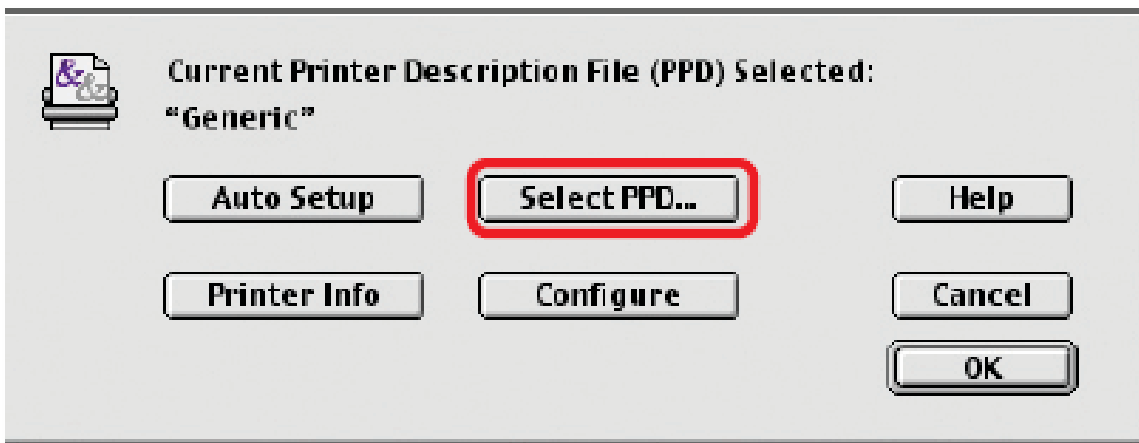 Current Printer Description File (PPD) Selected:
“Generic”
Auto Setup
Select PPD...
Help
Printer Info
Configure
Cancel
OK